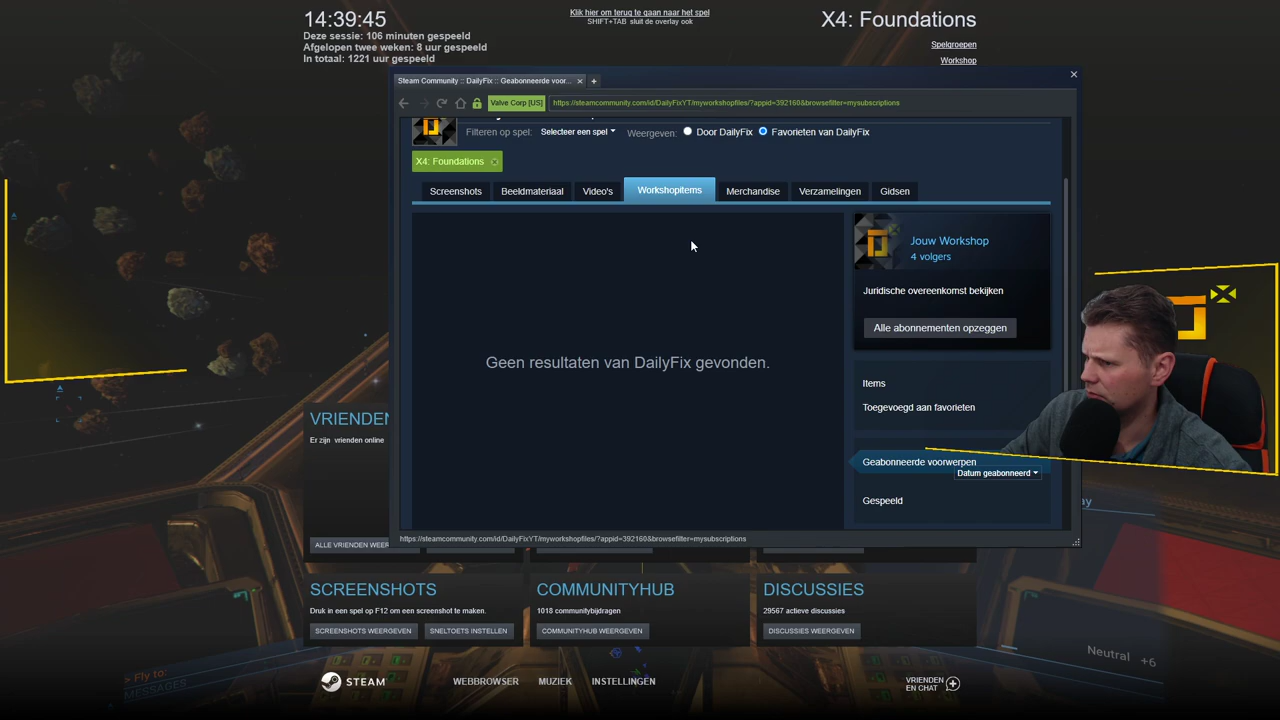 14:39:45
Deze sessie: 106 minuten gespeeld
Afgelopen twee weken: 8 uur gespeeld
In totaal: 1221 uur gespeeld
Klik hier om terug te gaan naar het spel
SHIFT+TAB sluit de overlay ook
X4: Foundations
Spelgroepen
Workshop
Steam Community :: DailyFix :: Geabonneerde voor...
Valve Corp [US]
https://steamcommunity.com/id/DailyFixYT/myworkshopfiles/?appid=392160&browsefilter=mysubscriptions
Filteren op spel: Selecteer een spel Weergeven: Door DailyFix Favorieten van DailyFix
X4: Foundations
Screenshots Beeldmateriaal Video's Workshopitems Merchandise Verzamelingen Gidsen
Geen resultaten van DailyFix gevonden.
Jouw Workshop
4 volgers
Juridische overeenkomst bekijken
Alle abonnementen opzeggen
Items
Toegevoegd aan favorieten
Geabonneerde voorwerpen
Datum geabonneerd
Gespeeld
https://steamcommunity.com/id/DailyFixYT/myworkshopfiles/?appid=392160&browsefilter=mysubscriptions
VRIENDEN
Er zijn vrienden online
ALLE VRIENDEN WEER
SCREENSHOTS
Druk in een spel op F12 om een screenshot te maken.
SCREENSHOTS WEERGEVEN
SNELTOETS INSTELLEN
COMMUNITYHUB
1018 communitybijdragen
COMMUNITYHUB WEERGEVEN
DISCUSSIES
29567 actieve discussies
DISCUSSIES WEERGEVEN
Neutral +6
> Fly to:
MESSAGES
STEAM
WEBBROWSER
MUZIEK
INSTELLINGEN
VRIENDEN
EN CHAT